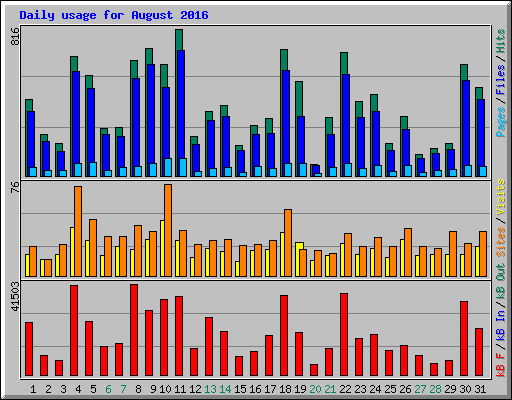 Daily usage for August 2016
816
Pages / Files / Hits
76
Sites / Visits
41503
kB F / kB In / kB Out
1 2 3 4 5 6 7 8 9 10 11 12 13 14 15 16 17 18 19 20 21 22 23 24 25 26 27 28 29 30 31